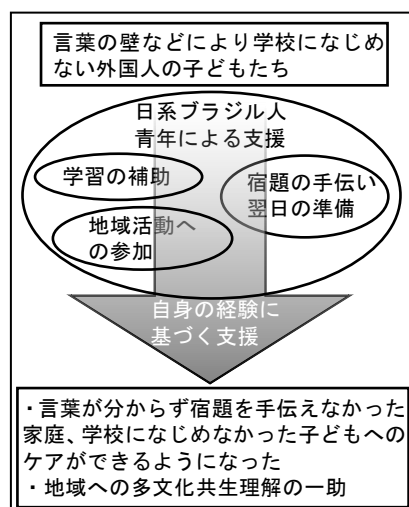 言葉の壁などにより学校になじめ
ない外国人の子どもたち
日系ブラジル人
青年による支援
学習の補助
宿題の手伝い
翌日の準備
地域活動へ
の参加
自身の経験に
基づく支援
・言葉が分からず宿題を手伝えなかった
家庭、学校になじめなかった子どもへの
ケアができるようになった
・地域への多文化共生理解の一助